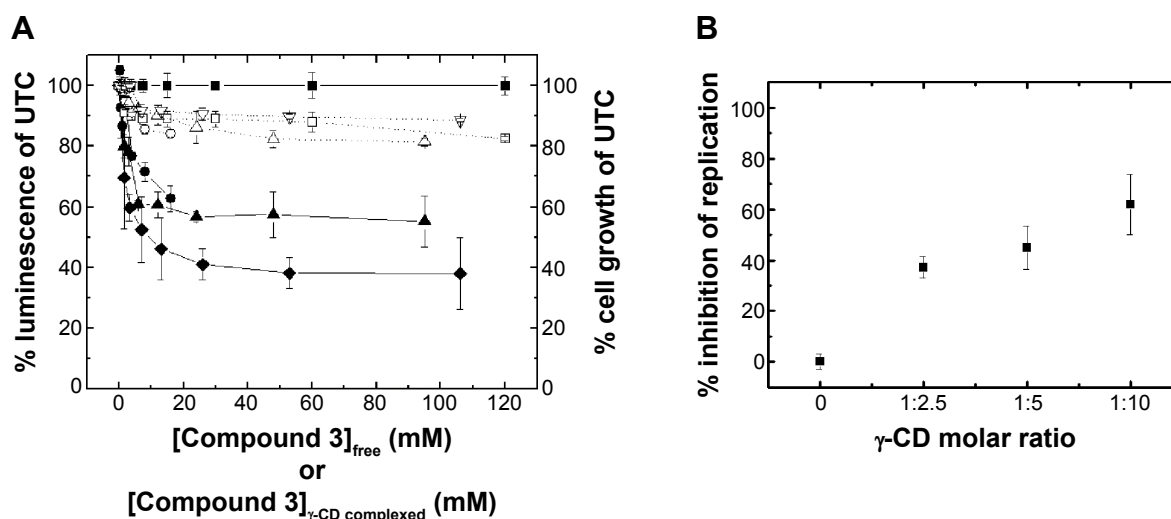 A
% luminescence of UTC
100
80
60
40
20
0
100
80
60
40
20
0
% cell growth of UTC
0 20 40 60 80 100 120
[Compound 3]free (mM)
or
[Compound 3]γ-CD complexed (mM)
B
% inhibition of replication
100
80
60
40
20
0
0 1:2.5 1:5 1:10
γ-CD molar ratio